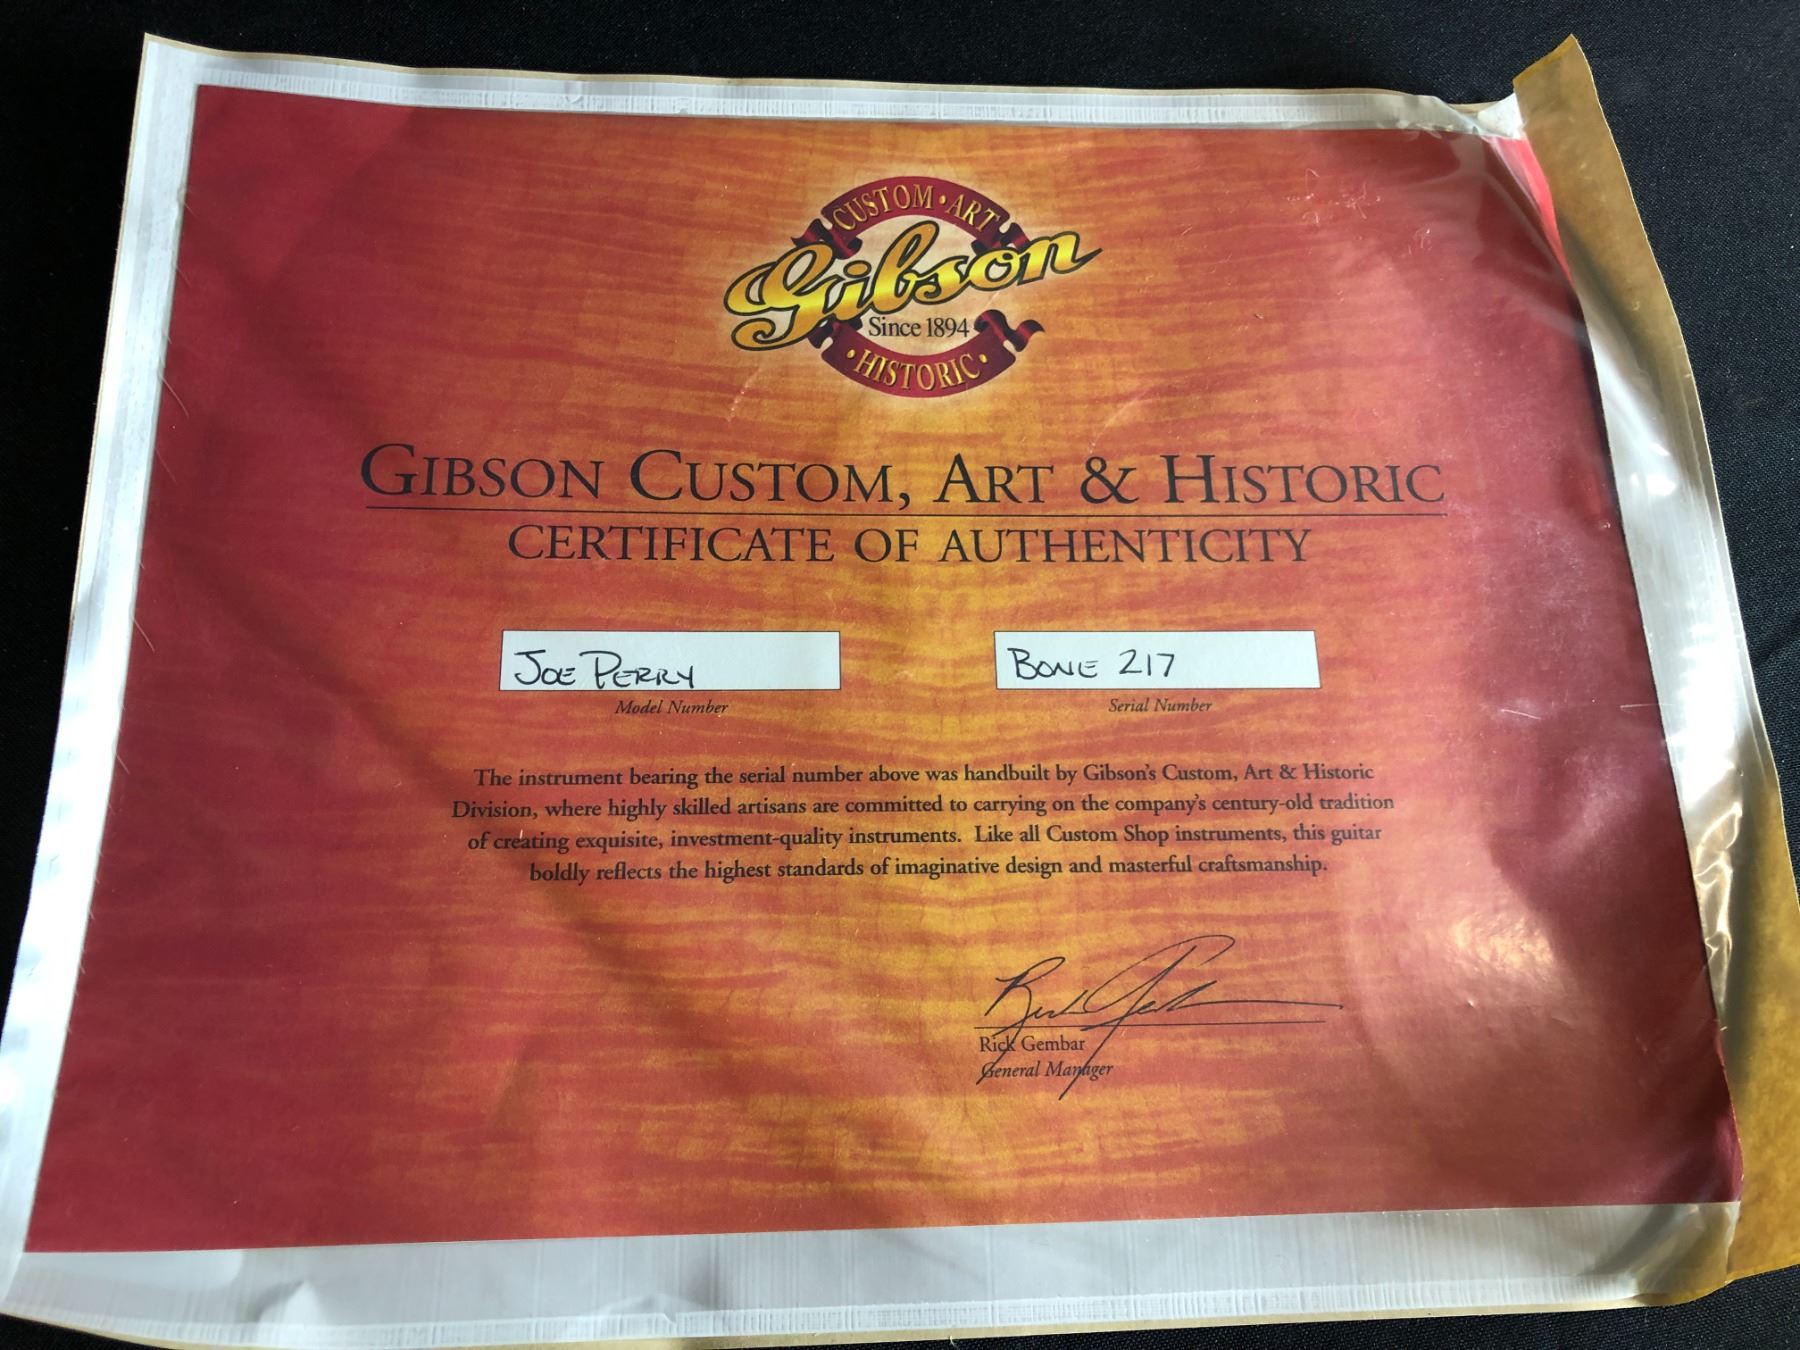 CUSTOM • ART
Gibson
Since 1894
• HISTORIC •
GIBSON CUSTOM, ART & HISTORIC
CERTIFICATE OF AUTHENTICITY
JOE PERRY
BONE 217
Model Number
Serial Number
The instrument bearing the serial number above was handbuilt by Gibson's Custom, Art & Historic
Division, where highly skilled artisans are committed to carrying on the company's century-old tradition
of creating exquisite, investment-quality instruments. Like all Custom Shop instruments, this guitar
boldly reflects the highest standards of imaginative design and masterful craftsmanship.
Rick Gembar
Rick Gembar
General Manager